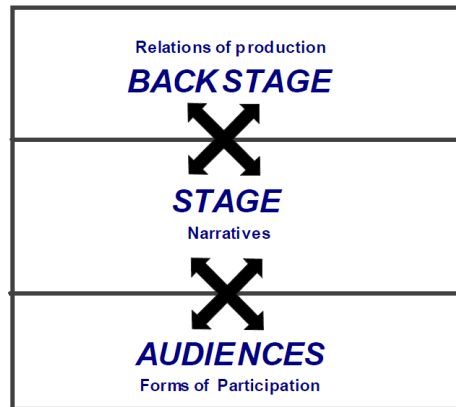 Relations of production
BACKSTAGE
STAGE
Narratives
AUDIENCES
Forms of Participation